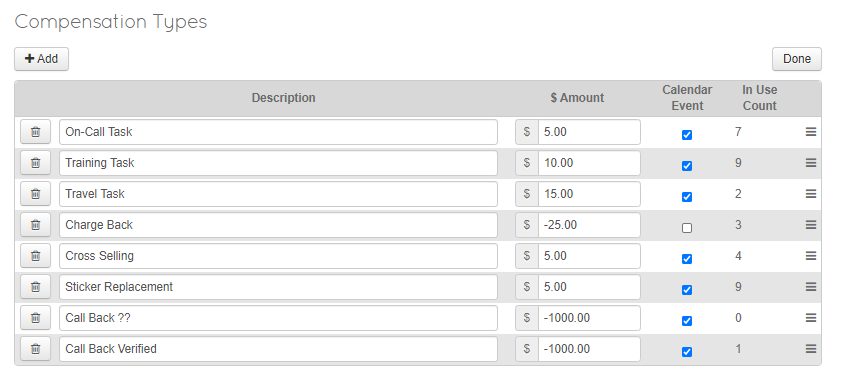 Compensation Types
Add Done
Description $ Amount Calendar Event In Use Count
On-Call Task $ 5.00 7
Training Task $ 10.00 9
Travel Task $ 15.00 2
Charge Back $ -25.00 3
Cross Selling $ 5.00 4
Sticker Replacement $ 5.00 9
Call Back ?? $ -1000.00 0
Call Back Verified $ -1000.00 1